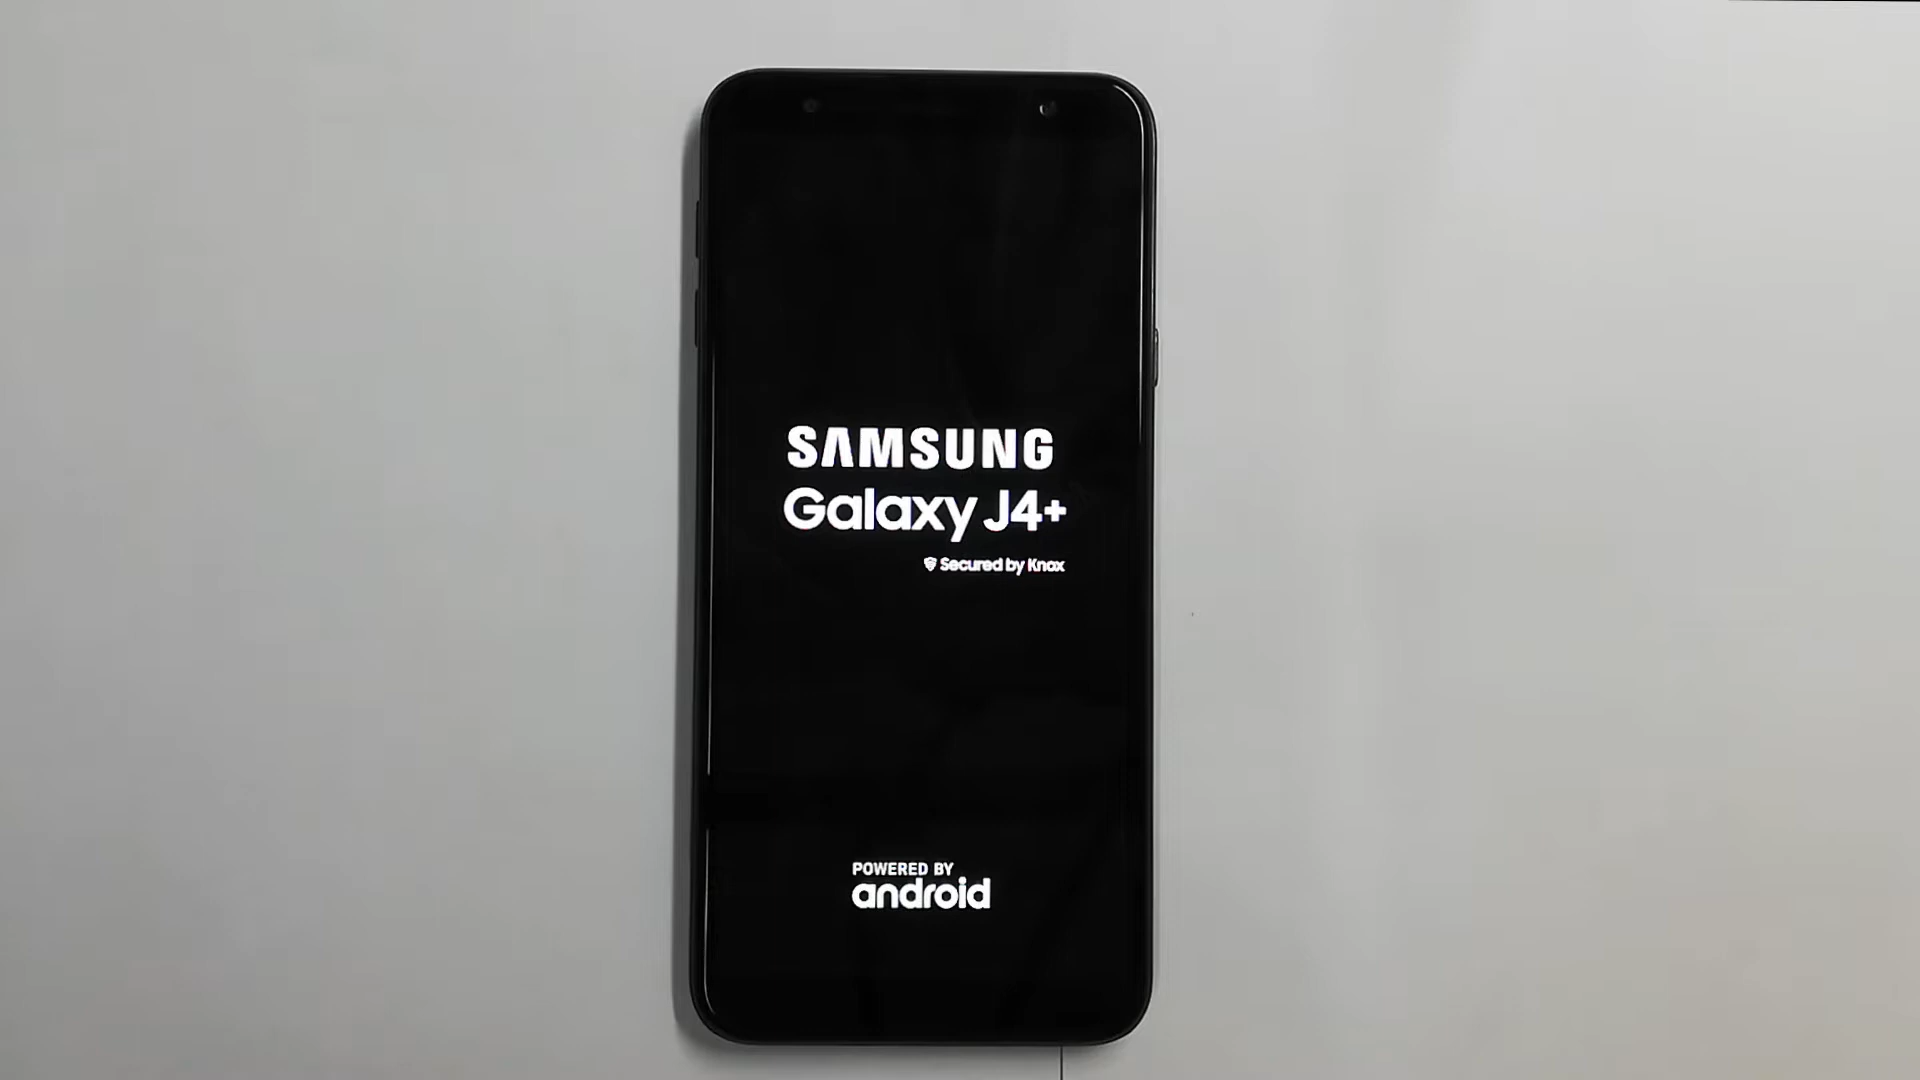 SAMSUNG
Galaxy J4+
Secured by Knox
POWERED BY
android